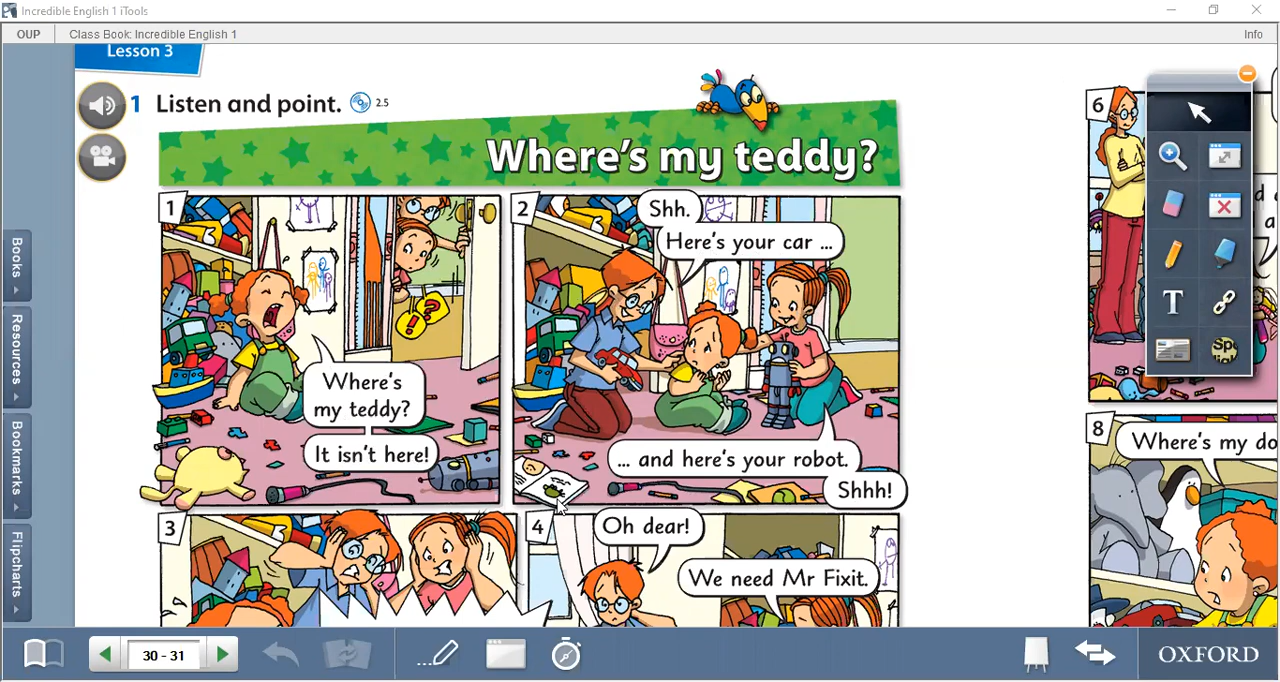 Incredible English 1 iTools
OUP
Class Book: Incredible English 1
Info
Lesson 3
1 Listen and point. 2.5
Where's my teddy?
1
Where's
my teddy?
It isn't here!
2
Shh.
Here's your car ...
... and here's your robot.
Shhh!
3
4
Oh dear!
We need Mr Fixit.
6
8
Where's my do
Books
Resources
Bookmarks
Flipcharts
T
30 - 31
OXFORD